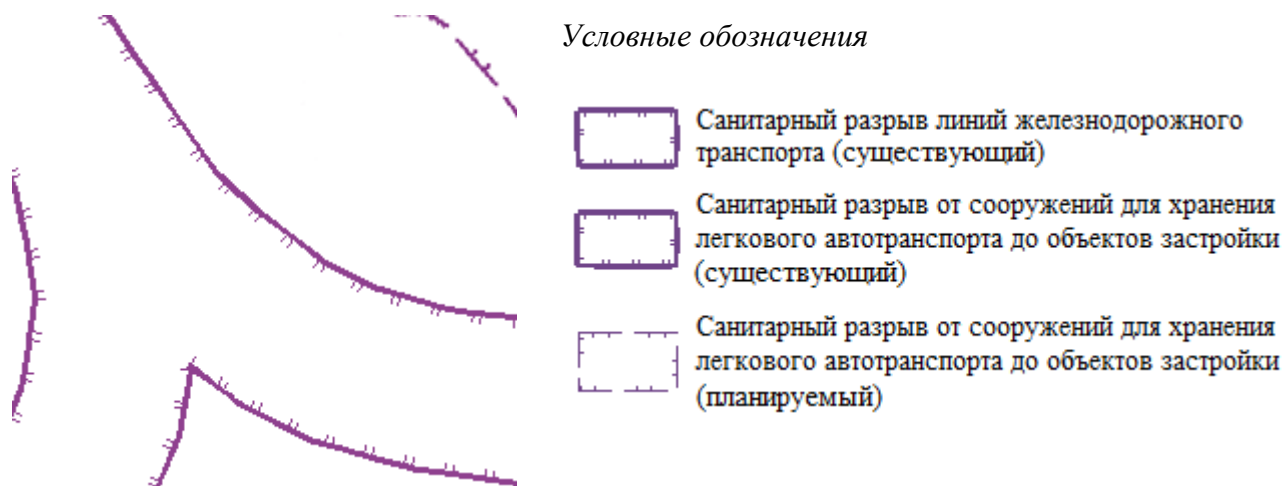 Условные обозначения
Санитарный разрыв линий железнодорожного
транспорта (существующий)
Санитарный разрыв от сооружений для хранения
легкового автотранспорта до объектов застройки
(существующий)
Санитарный разрыв от сооружений для хранения
легкового автотранспорта до объектов застройки
(планируемый)